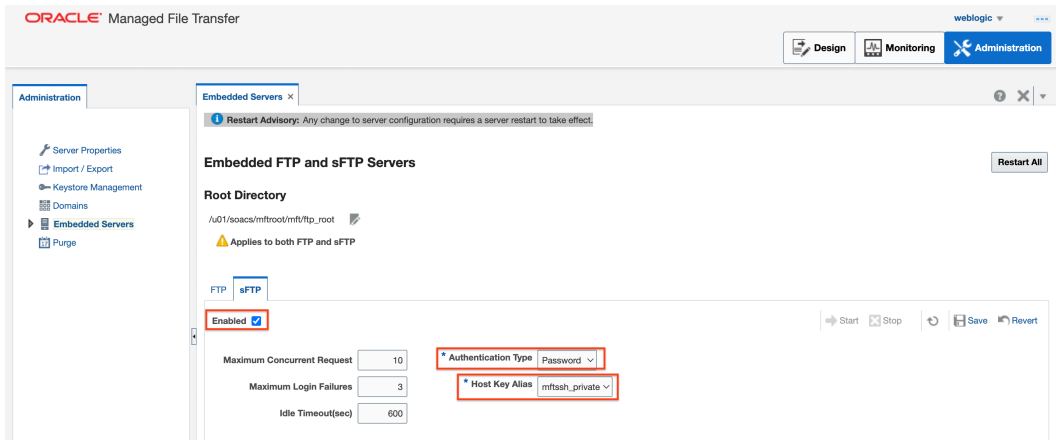 ORACLE® Managed File Transfer
weblogic
Design
Monitoring
Administration
Administration
Embedded Servers ×
Restart Advisory: Any change to server configuration requires a server restart to take effect.
Server Properties
Import / Export
Keystore Management
Domains
Embedded Servers
Purge
Embedded FTP and sFTP Servers
Restart All
Root Directory
/u01/soacs/mftroot/mft/ftp_root
Applies to both FTP and sFTP
FTP sFTP
Enabled
Start Stop Save Revert
Maximum Concurrent Request 10
* Authentication Type Password
Maximum Login Failures 3
* Host Key Alias mftssh_private
Idle Timeout(sec) 600